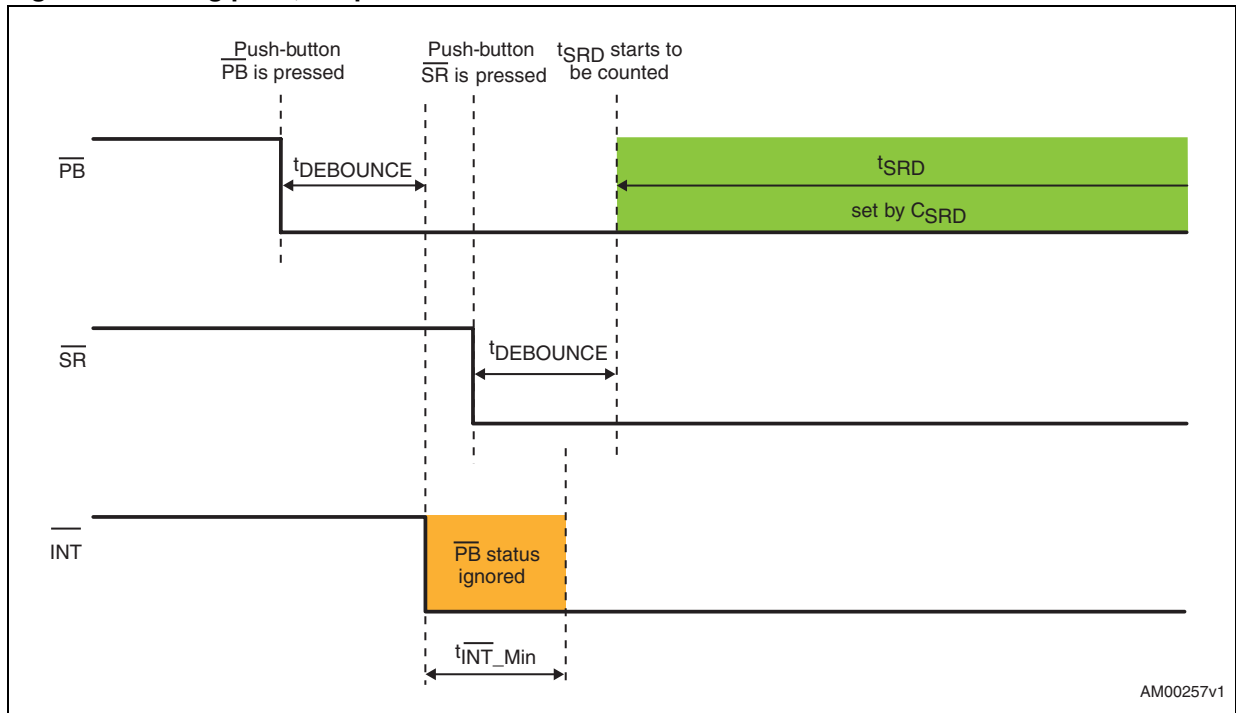 Push-button
PB is pressed
Push-button
SR is pressed
tSRD starts to
be counted
PB
tDEBOUNCE
tSRD
set by CSRD
SR
tDEBOUNCE
INT
PB status
ignored
tINT_Min
AM00257v1